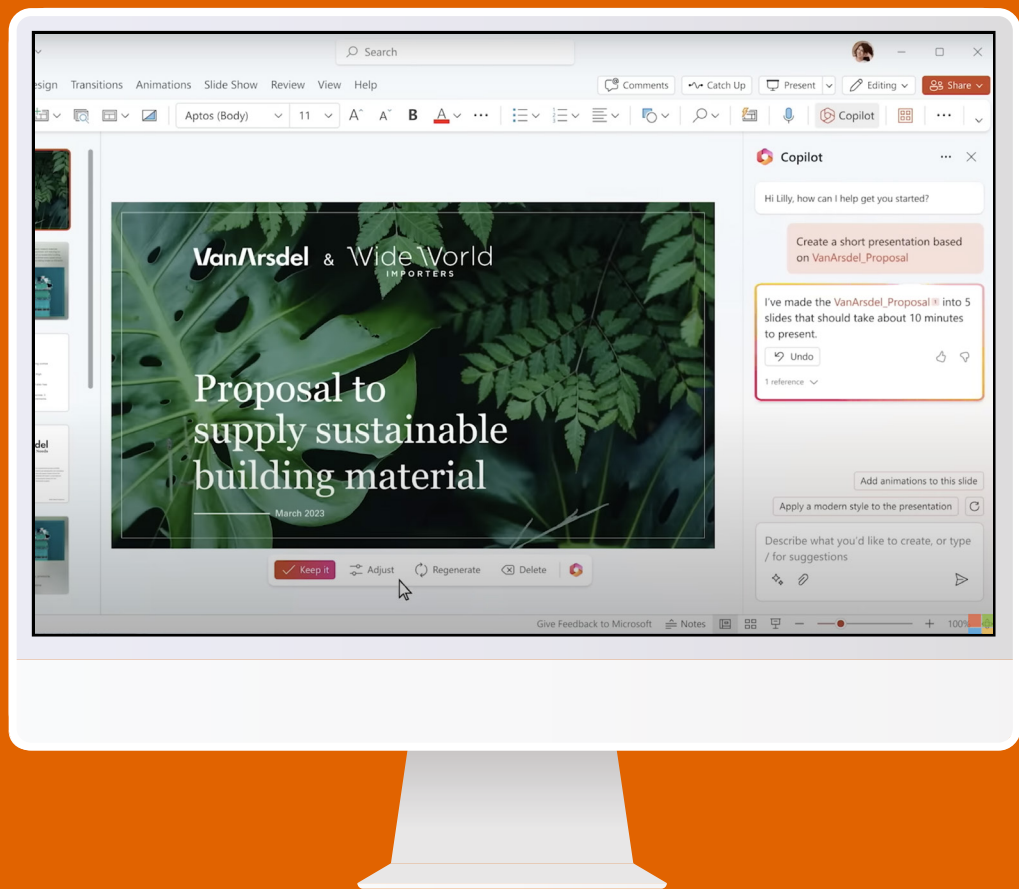 Search
esign Transitions Animations Slide Show Review View Help
Comments Catch Up Present Editing Share
Aptos (Body) 11 A A B A Copilot
Copilot
Hi Lilly, how can I help get you started?
Create a short presentation based
on VanArsdel_Proposal
I've made the VanArsdel_Proposal into 5
slides that should take about 10 minutes
to present.
Undo
1 reference
VanArsdel & Wide World
IMPORTERS
Proposal to
supply sustainable
building material
March 2023
del
Keep it Adjust Regenerate Delete
Add animations to this slide
Apply a modern style to the presentation
Describe what you'd like to create, or type
/ for suggestions
Give Feedback to Microsoft Notes 100%